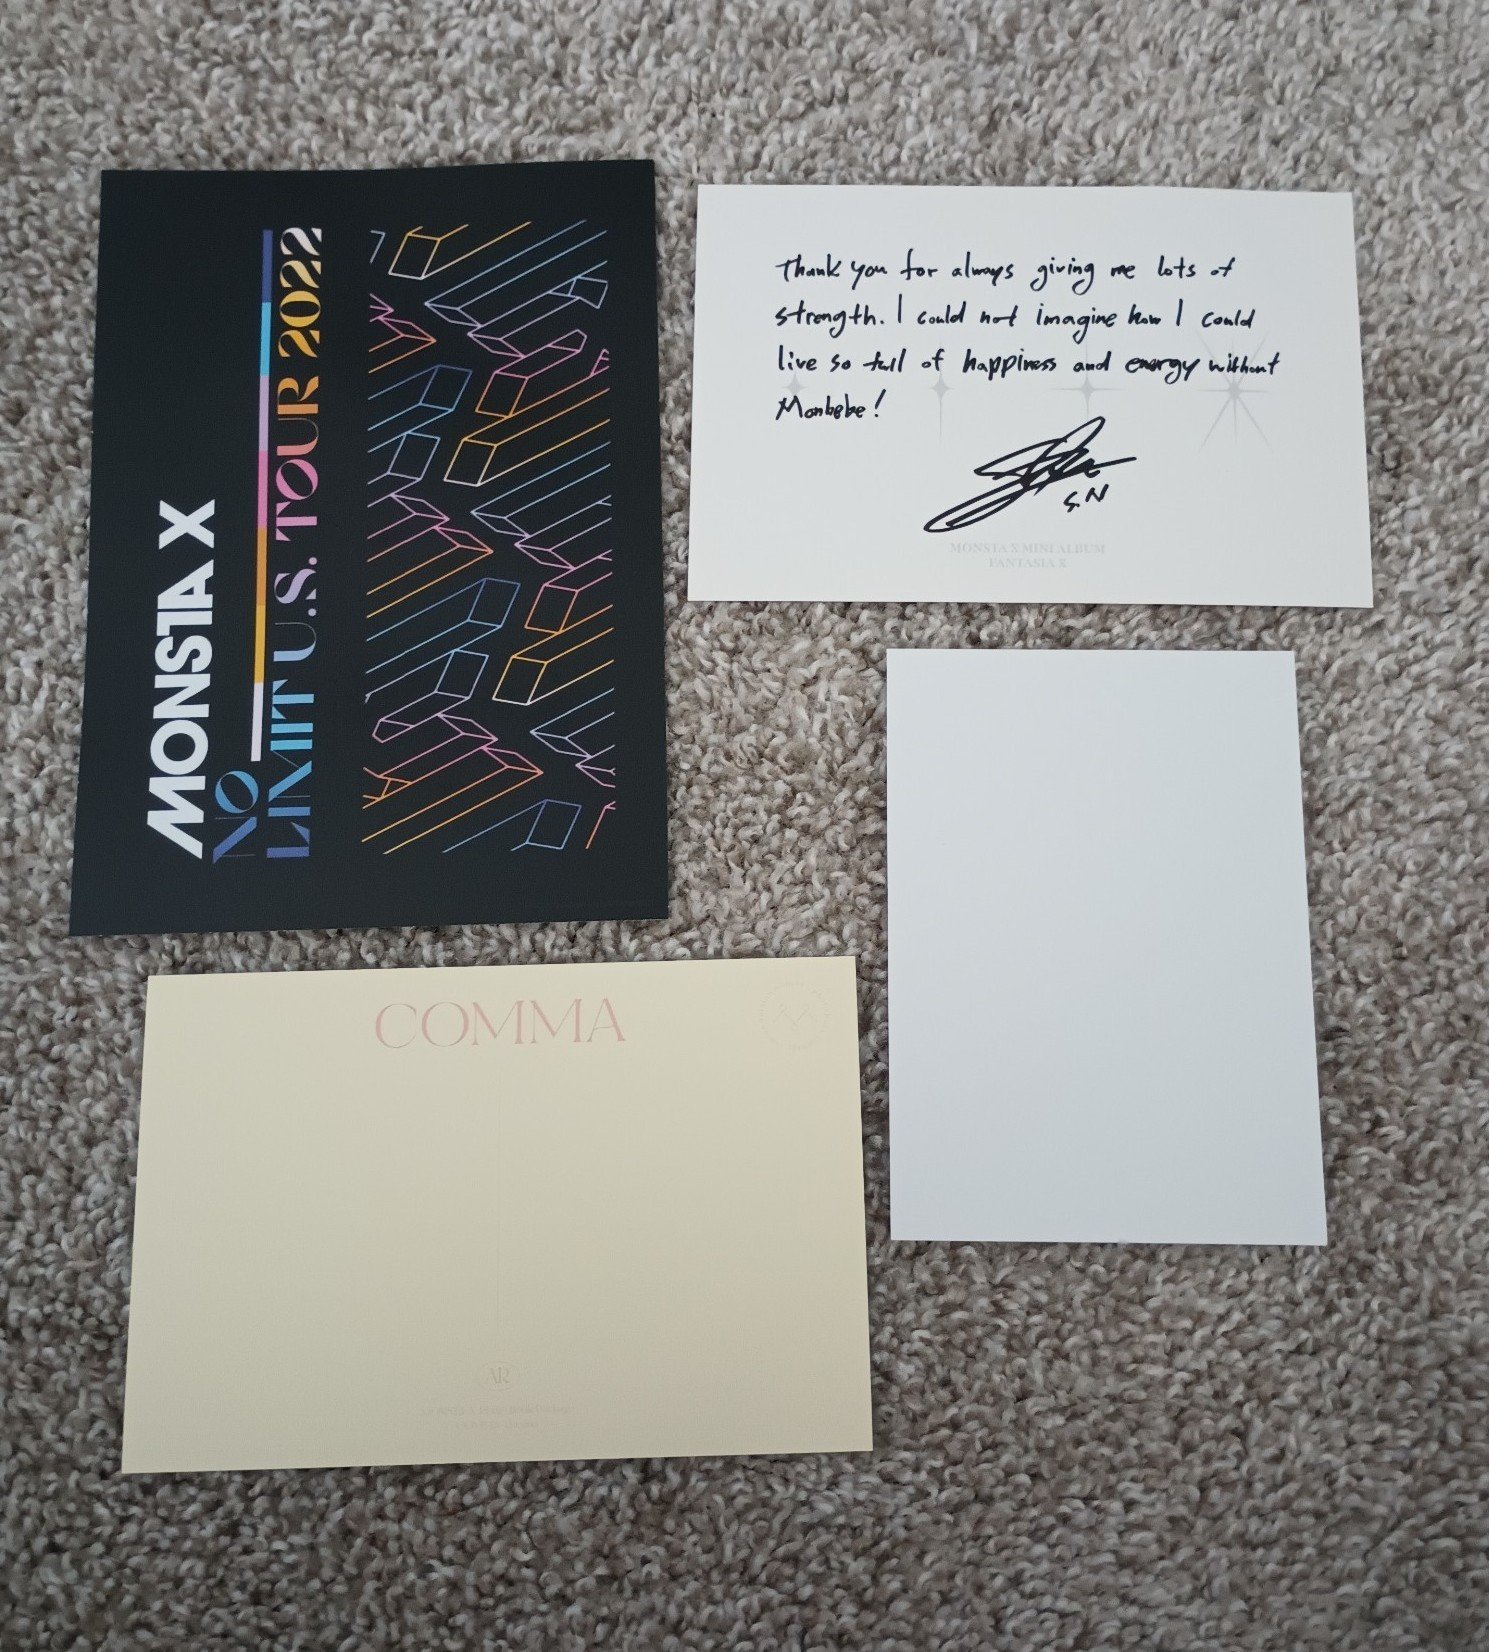 MONSTA X
NO
LIMIT U.S. TOUR 2022
Thank you for always giving me lots of
strength. I could not imagine how I could
live so full of happiness and energy without
Monbebe!
S.N
MONSTA X MINI ALBUM
FANTASIA X
COMMA
AR